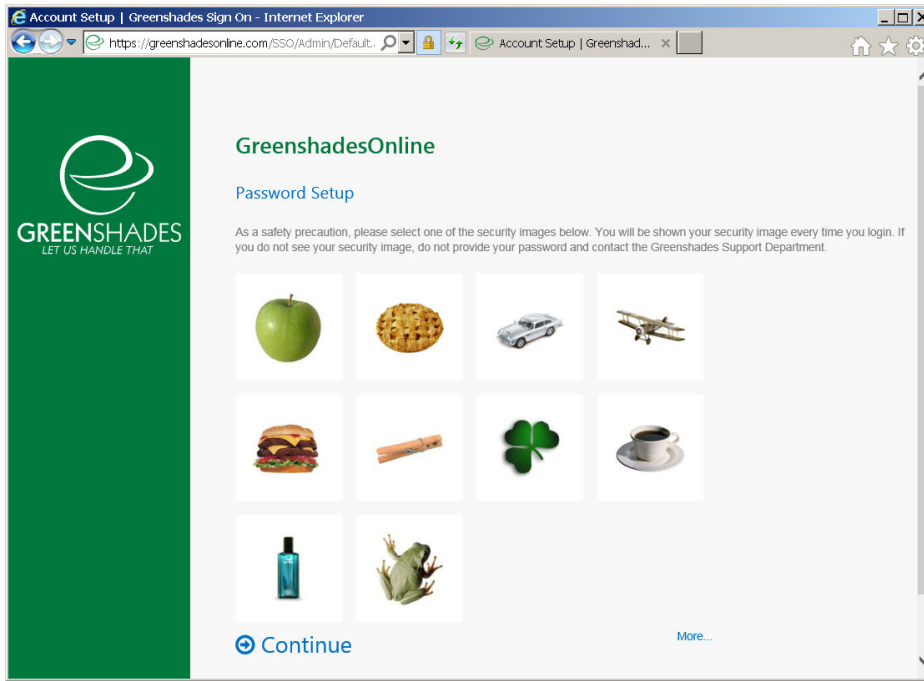 Account Setup | Greenshades Sign On - Internet Explorer
https://greenshadesonline.com/SSO/Admin/Default.
Account Setup | Greenshad...
GREENSHADES
LET US HANDLE THAT
GreenshadesOnline
Password Setup
As a safety precaution, please select one of the security images below. You will be shown your security image every time you login. If
you do not see your security image, do not provide your password and contact the Greenshades Support Department.
Continue
More...